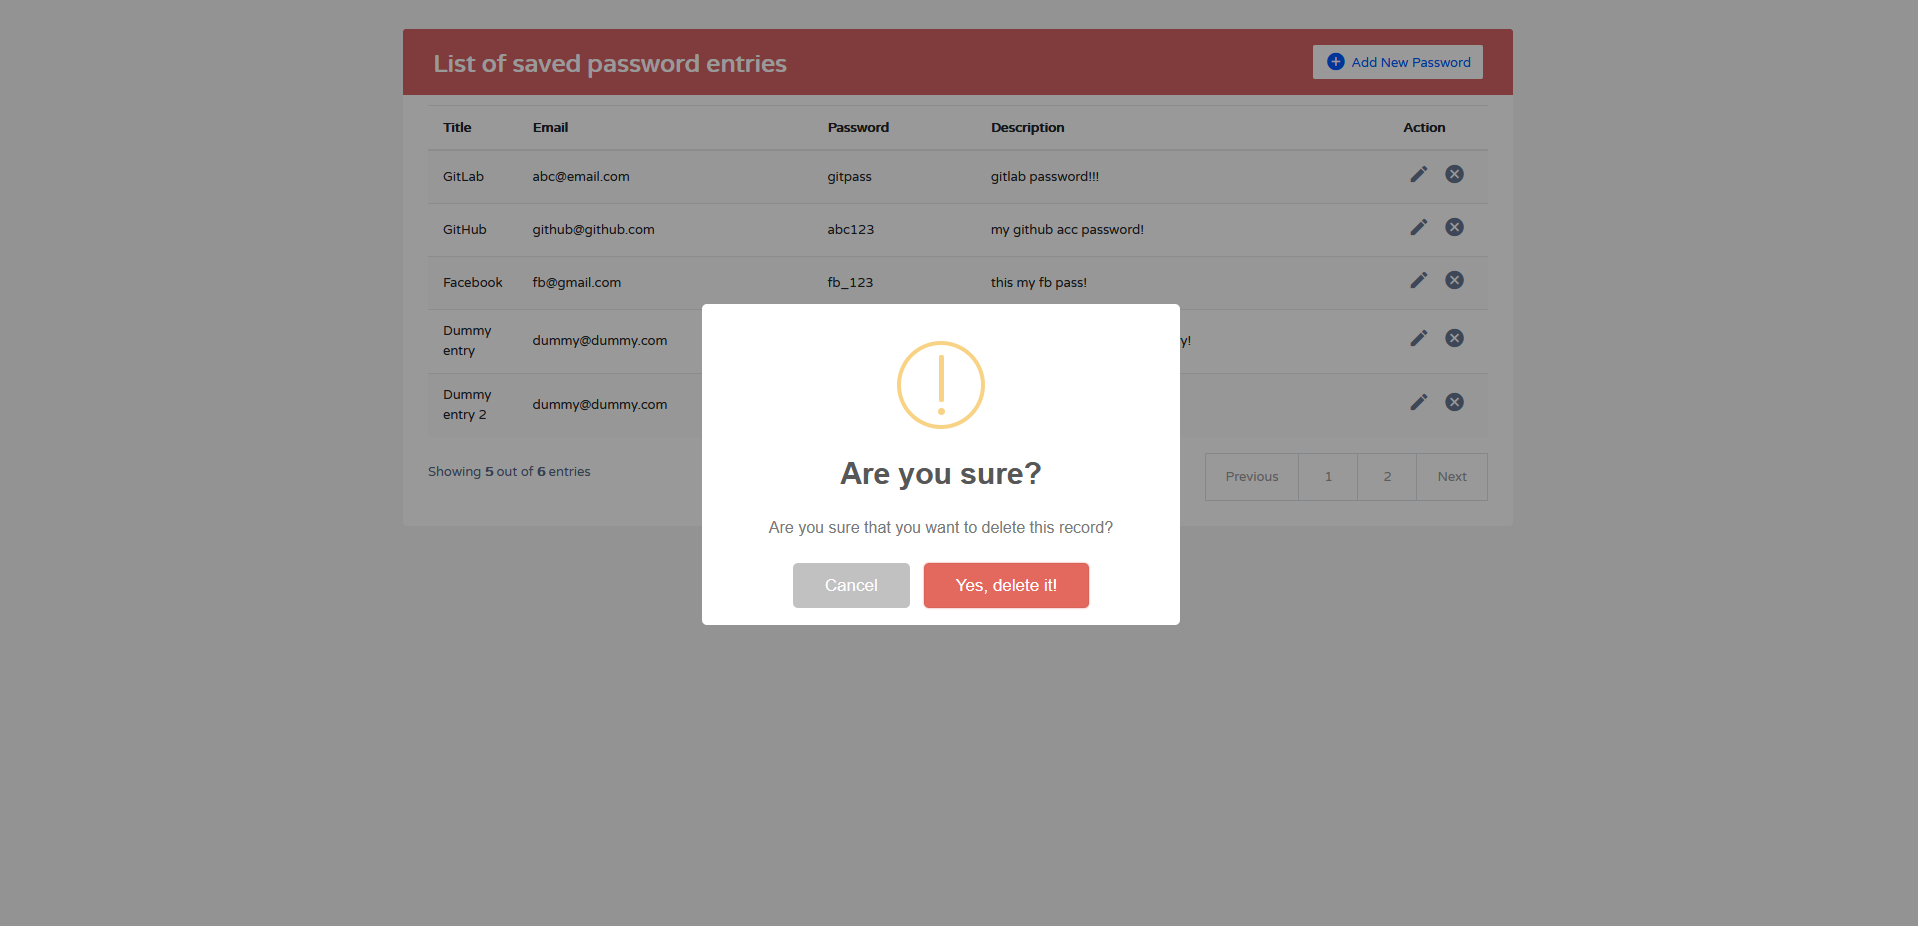 List of saved password entries
Add New Password
Title Email Password Description Action
GitLab abc@email.com gitpass gitlab password!!!
GitHub github@github.com abc123 my github acc password!
Facebook fb@gmail.com fb_123 this my fb pass!
Dummy
entry
dummy@dummy.com y!
Dummy
entry 2
dummy@dummy.com
Are you sure?
Are you sure that you want to delete this record?
Cancel Yes, delete it!
Showing 5 out of 6 entries
Previous 1 2 Next